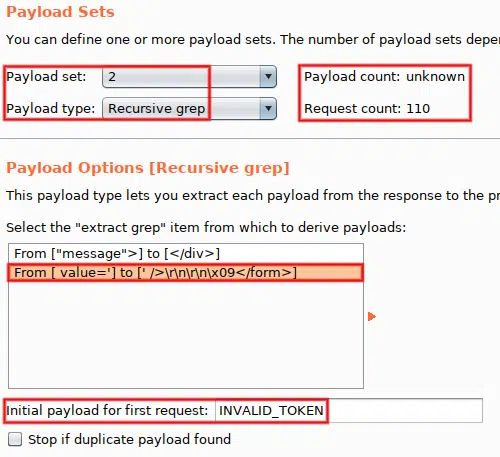 Payload Sets
You can define one or more payload sets. The number of payload sets depe
Payload set: 2 Payload count: unknown
Payload type: Recursive grep Request count: 110
Payload Options [Recursive grep]
This payload type lets you extract each payload from the response to the pr
Select the "extract grep" item from which to derive payloads:
From ["message">] to [</div>]
From [ value='] to [' />\r\n\r\n\x09</form>]
Initial payload for first request: INVALID_TOKEN
Stop if duplicate payload found